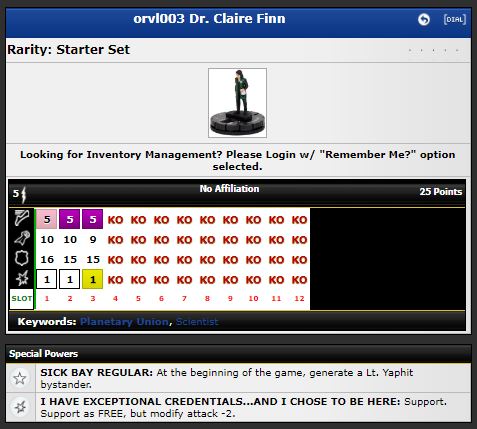 orvl003 Dr. Claire Finn
[DIAL]
Rarity: Starter Set
Looking for Inventory Management? Please Login w/ "Remember Me?" option
selected.
5 No Affiliation 25 Points
5 5 5 KO KO KO KO KO KO KO KO KO
10 10 9 KO KO KO KO KO KO KO KO KO
16 15 15 KO KO KO KO KO KO KO KO KO
1 1 1 KO KO KO KO KO KO KO KO KO
SLOT 1 2 3 4 5 6 7 8 9 10 11 12
Keywords: Planetary Union, Scientist
Special Powers
SICK BAY REGULAR: At the beginning of the game, generate a Lt. Yaphit
bystander.
I HAVE EXCEPTIONAL CREDENTIALS...AND I CHOSE TO BE HERE: Support.
Support as FREE, but modify attack -2.